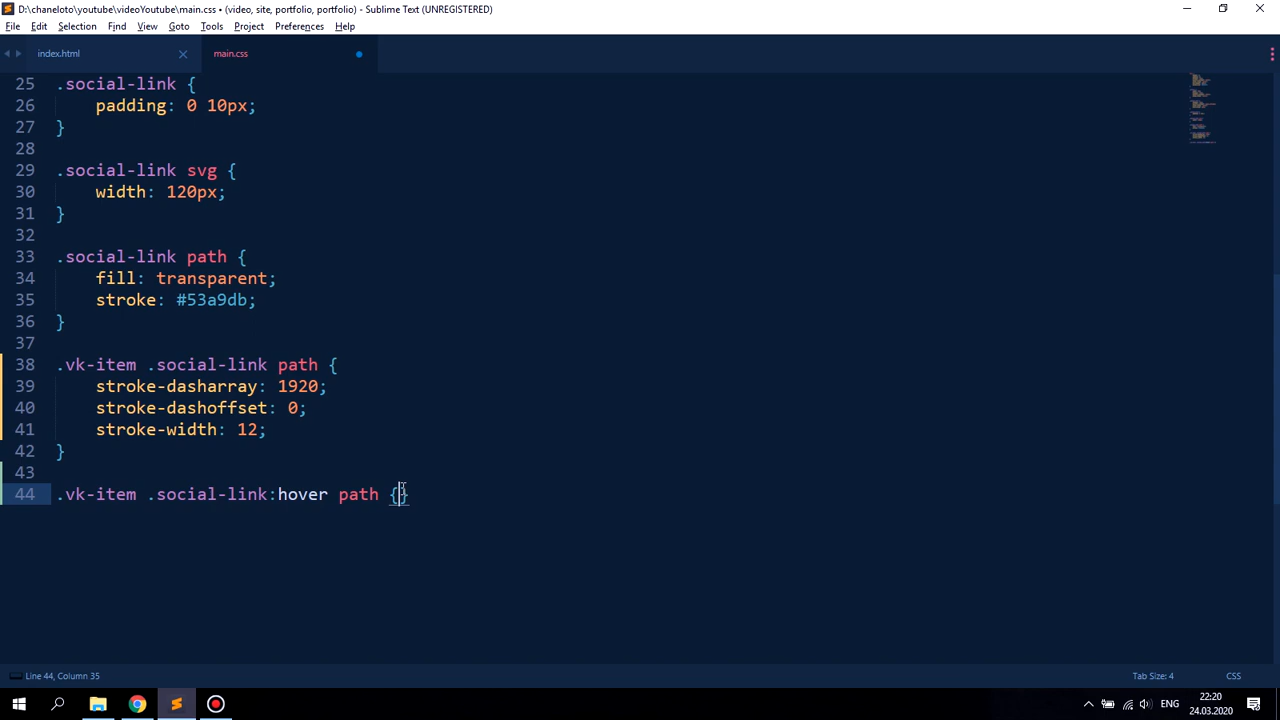 D:\chaneloto\youtube\videoYoutube\main.css • (video, site, portfolio, portfolio) - Sublime Text (UNREGISTERED)
File Edit Selection Find View Goto Tools Project Preferences Help
index.html main.css
25 .social-link {
26 padding: 0 10px;
27 }
28
29 .social-link svg {
30 width: 120px;
31 }
32
33 .social-link path {
34 fill: transparent;
35 stroke: #53a9db;
36 }
37
38 .vk-item .social-link path {
39 stroke-dasharray: 1920;
40 stroke-dashoffset: 0;
41 stroke-width: 12;
42 }
43
44 .vk-item .social-link:hover path {}
Line 44, Column 35 Tab Size: 4 CSS
ENG 22:20
24.03.2020